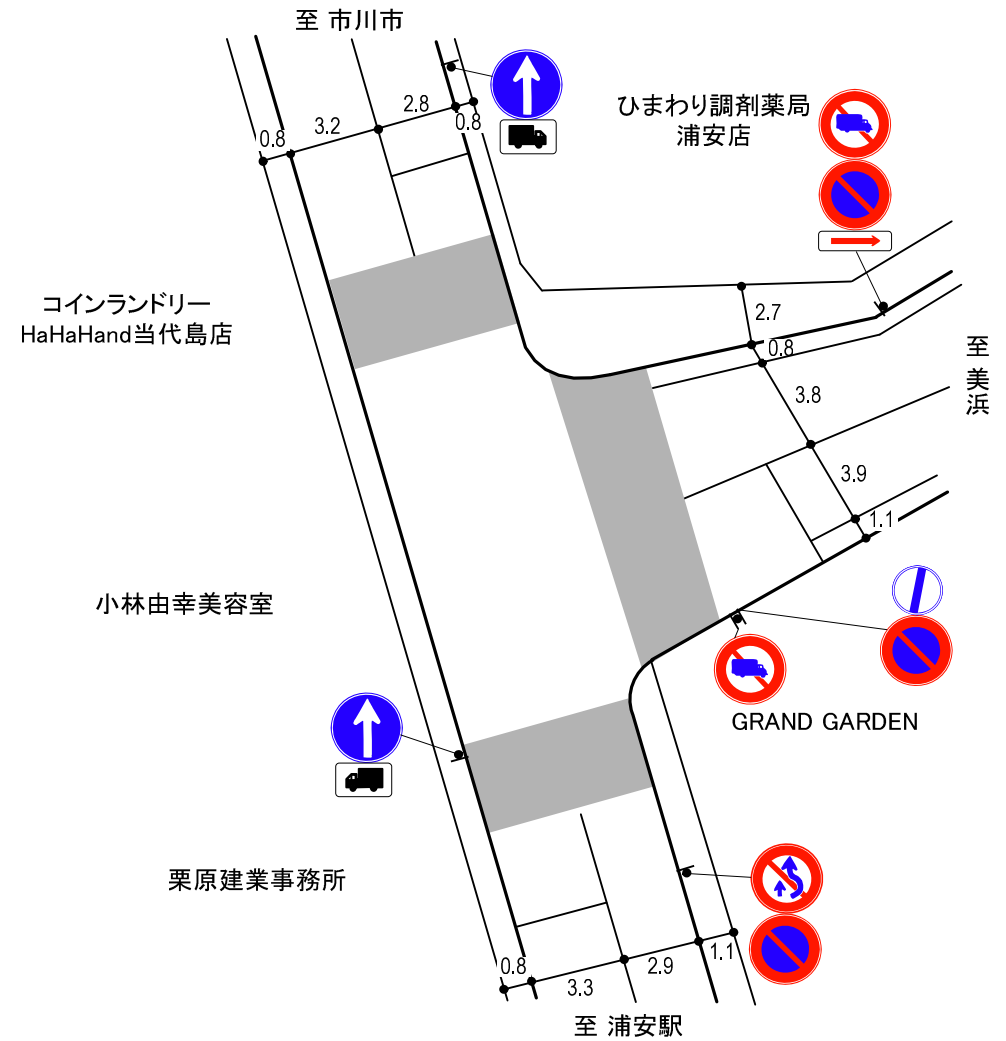 至 市川市
2.8
3.2
0.8
0.8
ひまわり調剤薬局
浦安店
コインランドリー
HaHaHand当代島店
2.7
0.8
至 美浜
3.8
3.9
1.1
小林由幸美容室
GRAND GARDEN
栗原建業事務所
0.8
3.3
2.9
1.1
至 浦安駅